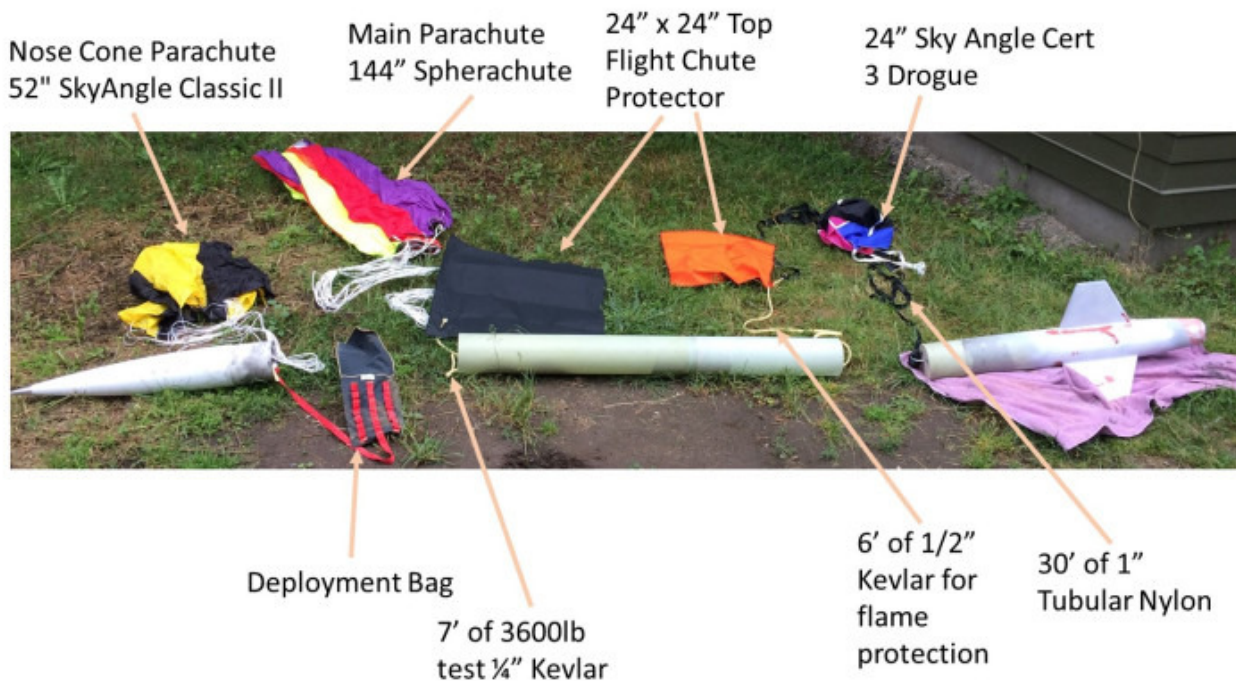 Nose Cone Parachute
52" SkyAngle Classic II
Main Parachute
144” Spherachute
24” x 24” Top
Flight Chute
Protector
24” Sky Angle Cert
3 Drogue
Deployment Bag
7’ of 3600lb
test ¼” Kevlar
6’ of 1/2”
Kevlar for
flame
protection
30’ of 1”
Tubular Nylon